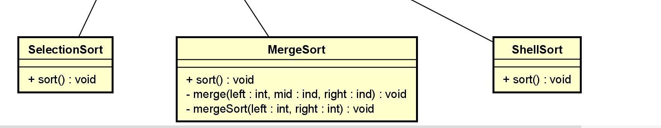 SelectionSort
+ sort() : void
MergeSort
+ sort() : void
- merge(left : int, mid : ind, right : ind) : void
- mergeSort(left : int, right : int) : void
ShellSort
+ sort() : void